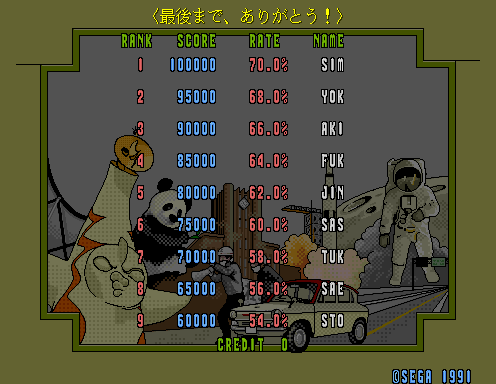 〈最後まで、ありがとう！〉
RANK SCORE RATE NAME
1 100000 70.0% SIM
2 95000 68.0% YOK
3 90000 66.0% AKI
4 85000 64.0% FUK
5 80000 62.0% JIN
6 75000 60.0% SAS
7 70000 58.0% TUK
8 65000 56.0% SAE
9 60000 54.0% STO
CREDIT 0
©SEGA 1991